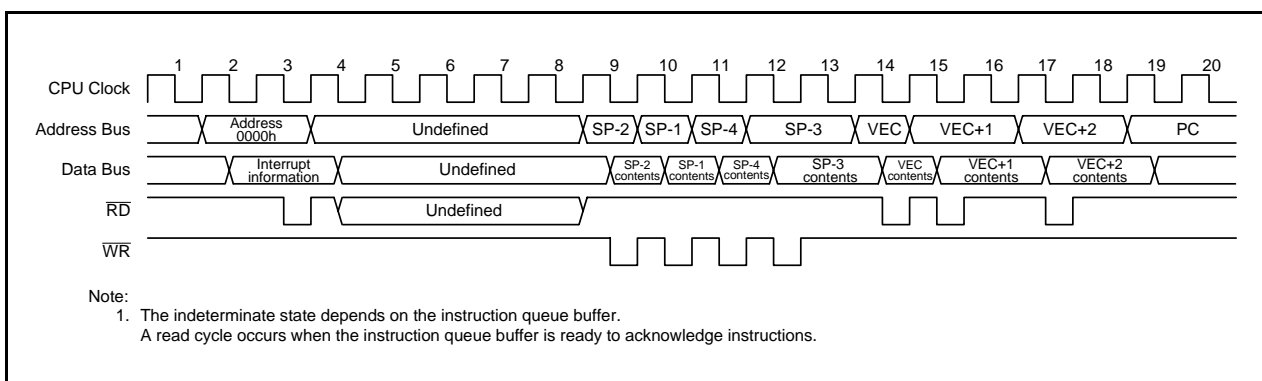 1 2 3 4 5 6 7 8 9 10 11 12 13 14 15 16 17 18 19 20
CPU Clock
Address Bus
Address
0000h
Undefined
SP-2
SP-1
SP-4
SP-3
VEC
VEC+1
VEC+2
PC
Data Bus
Interrupt
information
Undefined
SP-2
contents
SP-1
contents
SP-4
contents
SP-3
contents
VEC
contents
VEC+1
contents
VEC+2
contents
RD
Undefined
WR
Note:
1. The indeterminate state depends on the instruction queue buffer.
A read cycle occurs when the instruction queue buffer is ready to acknowledge instructions.